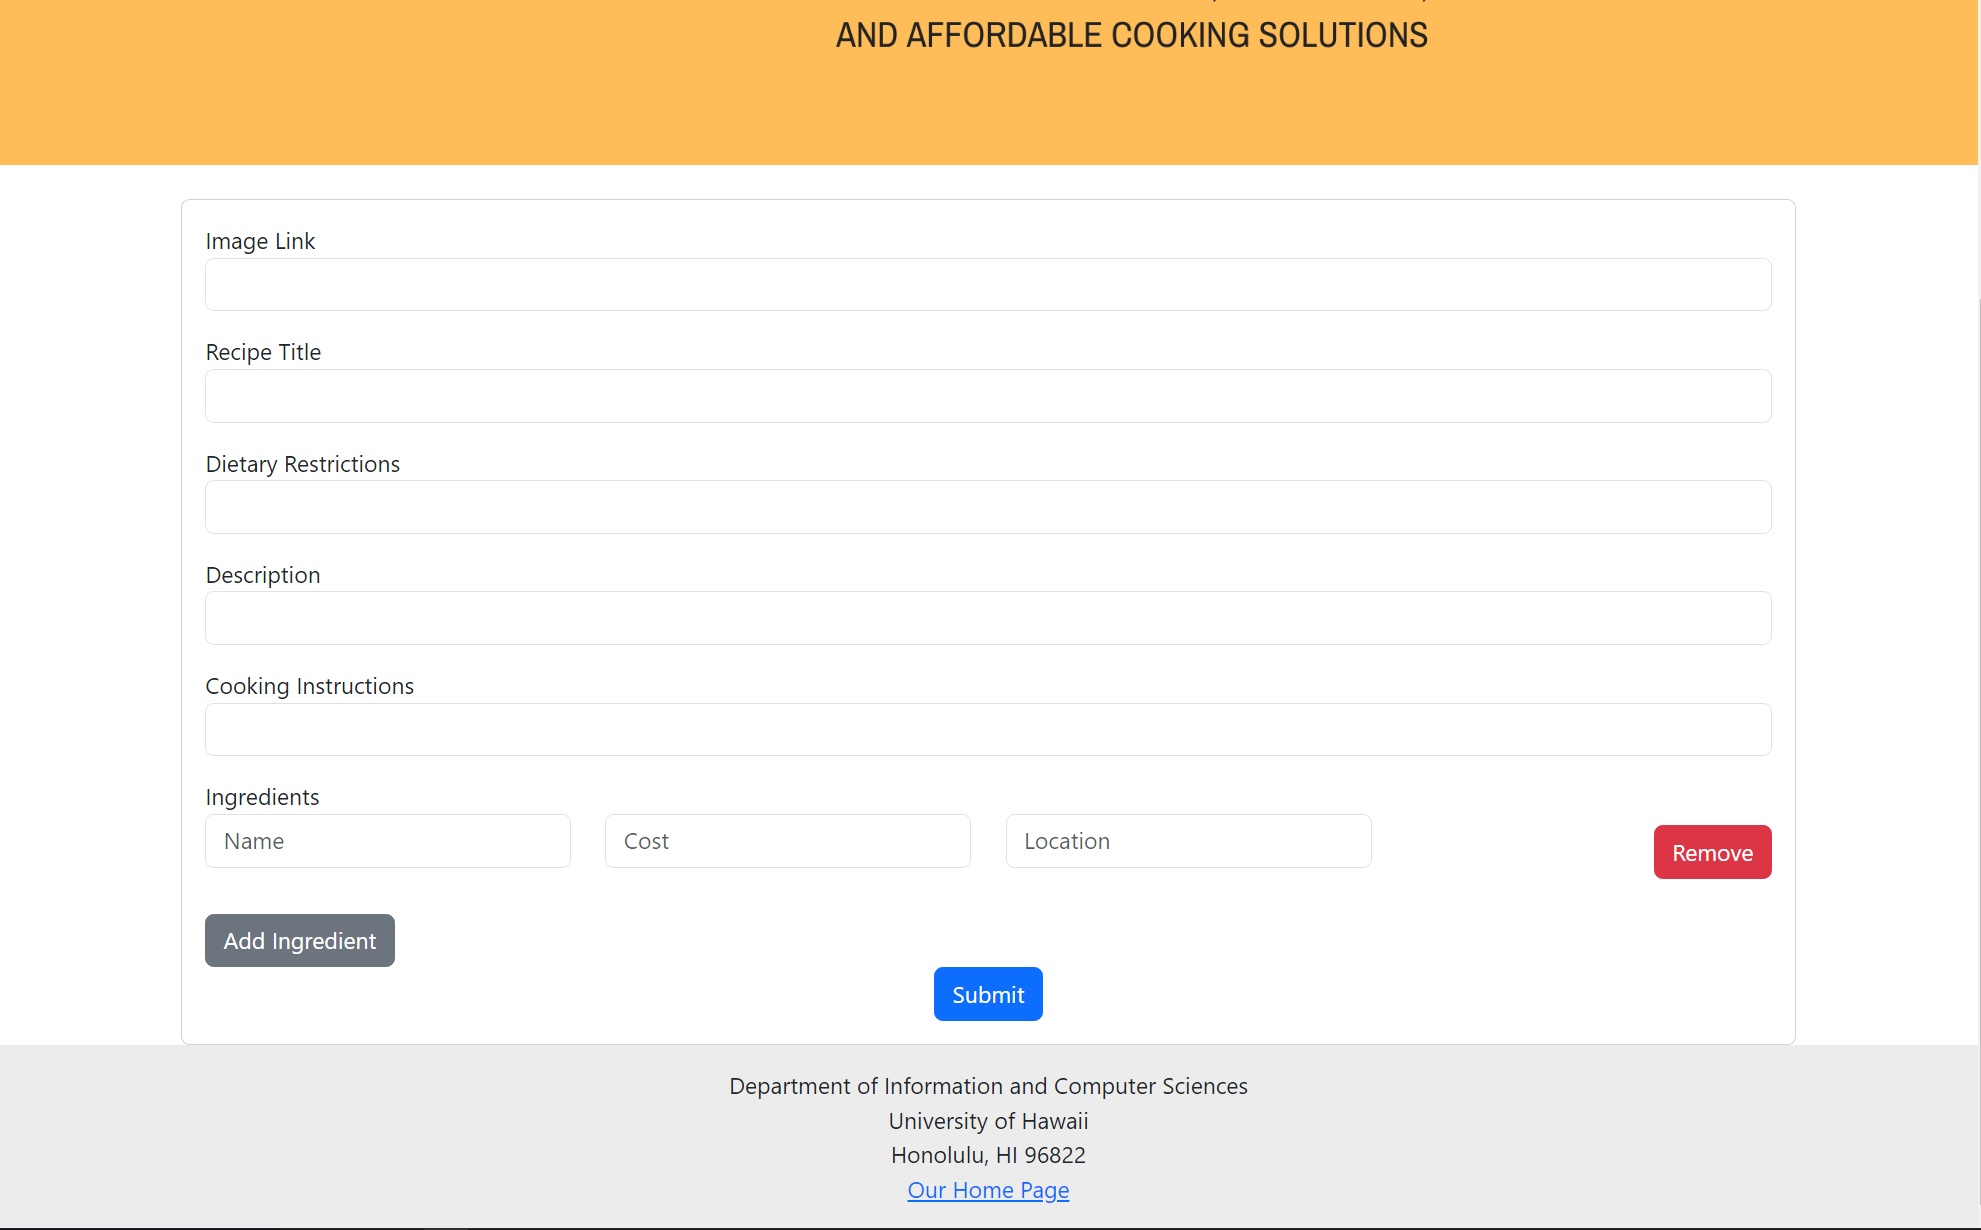 AND AFFORDABLE COOKING SOLUTIONS
Image Link
Recipe Title
Dietary Restrictions
Description
Cooking Instructions
Ingredients
Name Cost Location Remove
Add Ingredient
Submit
Department of Information and Computer Sciences
University of Hawaii
Honolulu, HI 96822
Our Home Page